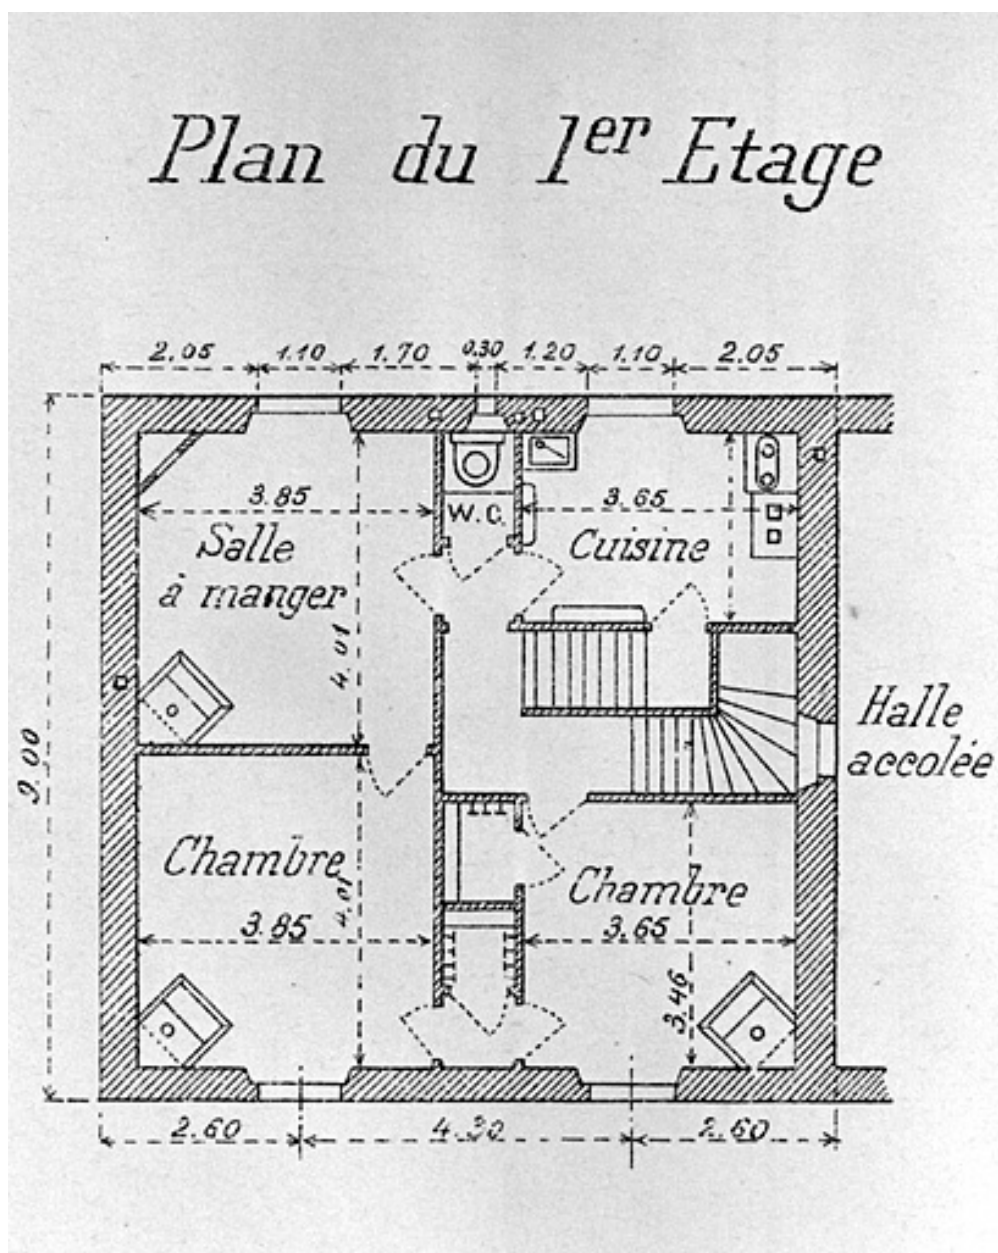 Plan du 1er Etage
2.05 1.10 1.70 0.30 1.20 1.10 2.05
3.85
3.65
W.C.
Salle
à manger
Cuisine
4.01
9.00
Halle
accolée
Chambre
4.01
3.85
Chambre
3.65
3.46
2.60 2.60